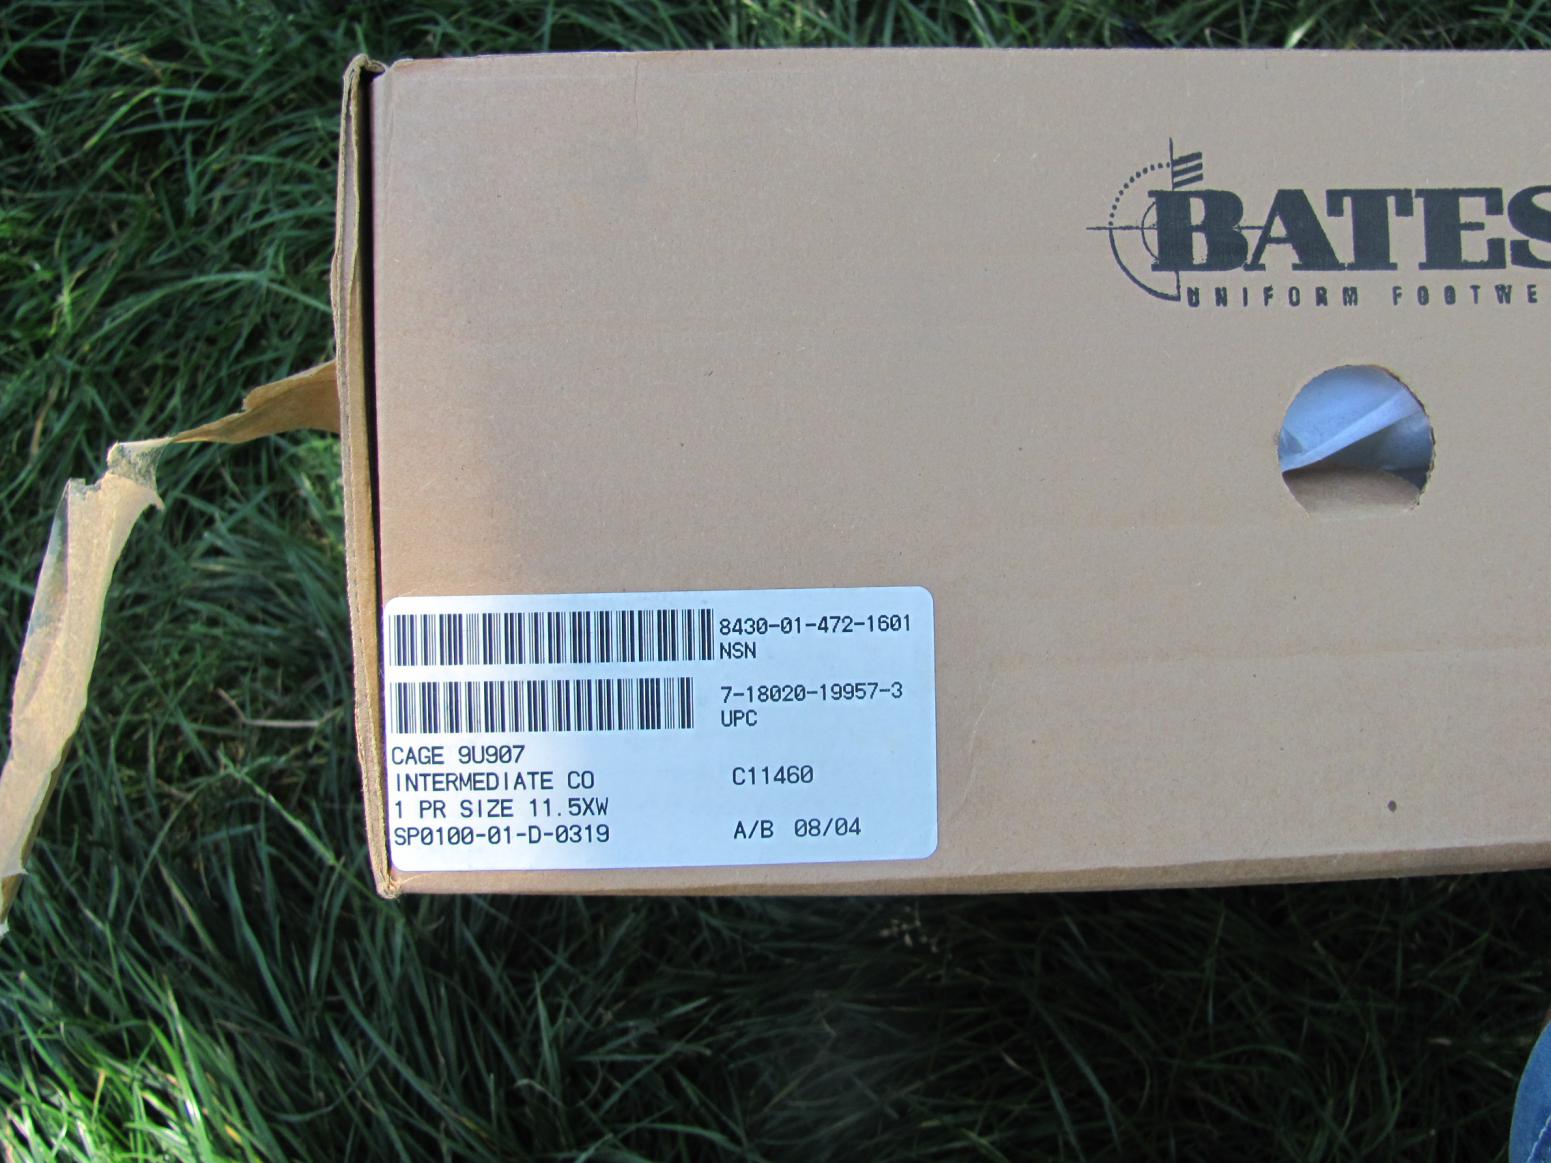 BATES
UNIFORM FOOTWE
8430-01-472-1601
NSN
7-18020-19957-3
UPC
CAGE 9U907
INTERMEDIATE CO C11460
1 PR SIZE 11.5XW
SP0100-01-D-0319 A/B 08/04